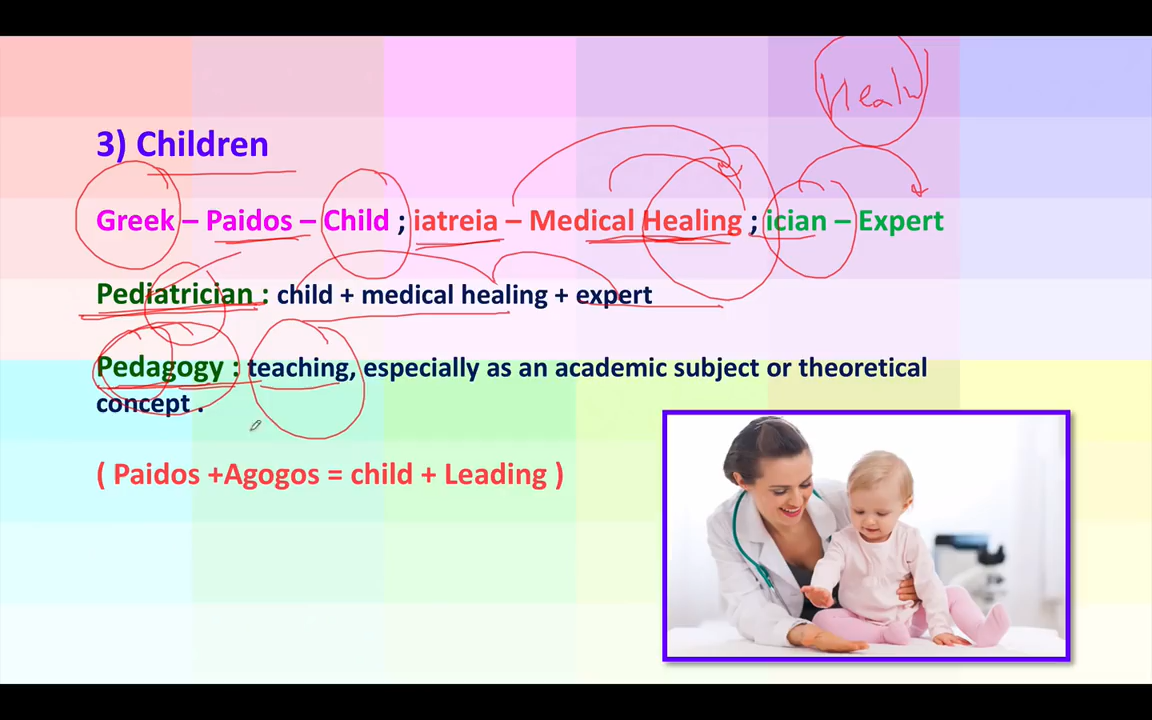 Heal
3) Children
Greek – Paidos – Child ; iatreia – Medical Healing ; ician – Expert
Pediatrician : child + medical healing + expert
Pedagogy : teaching, especially as an academic subject or theoretical
concept .
( Paidos +Agogos = child + Leading )